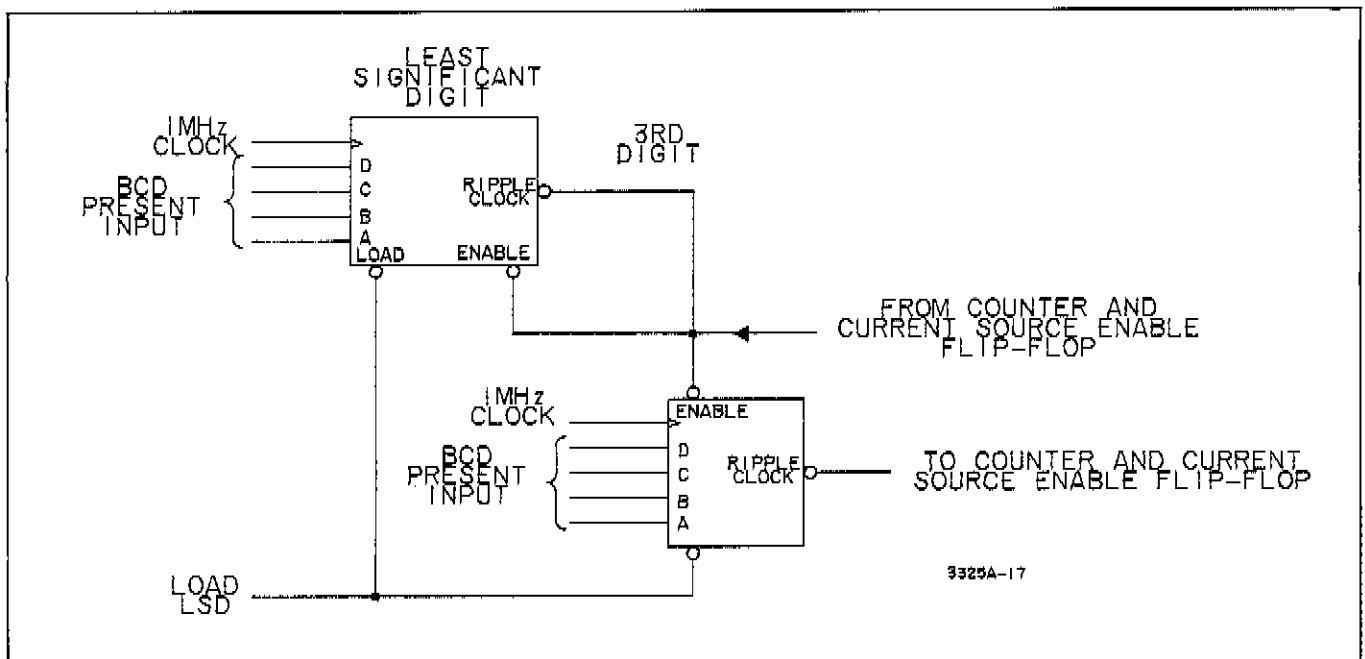 LEAST
SIGNIFICANT
DIGIT
1MHz
CLOCK
D
C
B
A
BCD
PRESENT
INPUT
RIPPLE
CLOCK
LOAD
ENABLE
3RD
DIGIT
FROM COUNTER AND
CURRENT SOURCE ENABLE
FLIP-FLOP
1MHz
CLOCK
ENABLE
D
C
B
A
BCD
PRESENT
INPUT
RIPPLE
CLOCK
TO COUNTER AND CURRENT
SOURCE ENABLE FLIP-FLOP
LOAD
LSD
3325A-17